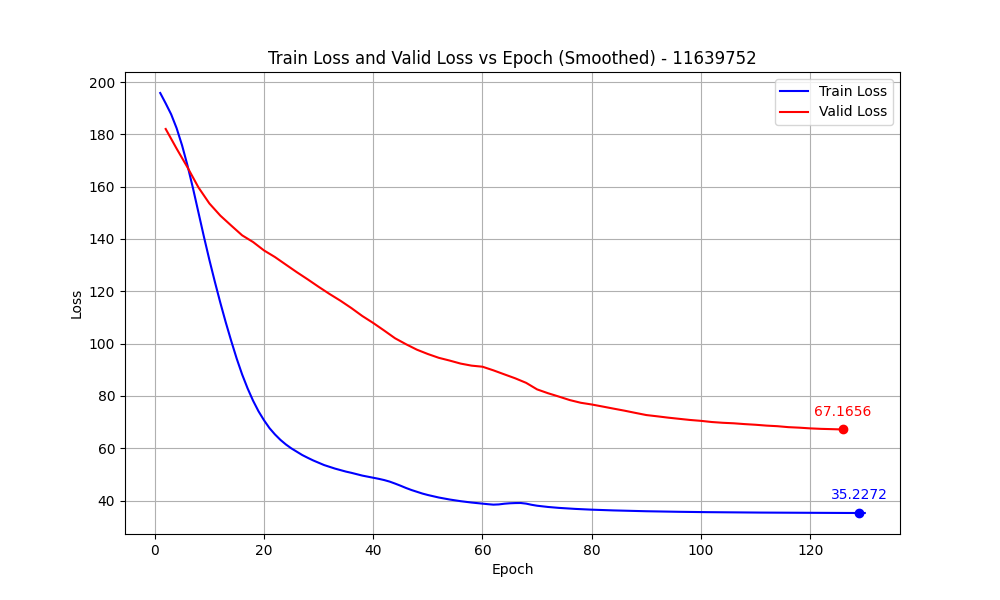 Train Loss and Valid Loss vs Epoch (Smoothed) - 11639752
Train Loss
Valid Loss
200
180
160
140
120
100
80
60
40
Loss
67.1656
35.2272
0 20 40 60 80 100 120
Epoch